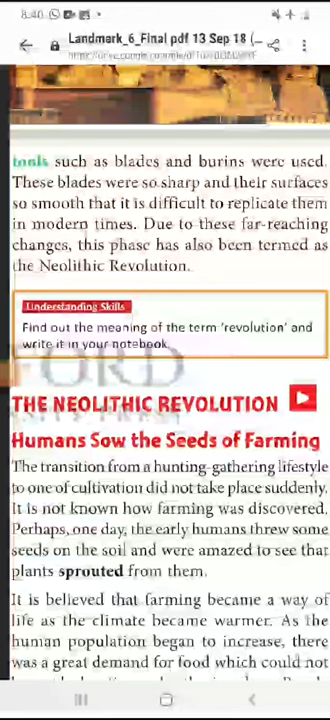 8:40
Landmark_6_Final pdf 13 Sep 18 (...
tools such as blades and burins were used.
These blades were so sharp and their surfaces
so smooth that it is difficult to replicate them
in modern times. Due to these far-reaching
changes, this phase has also been termed as
the Neolithic Revolution.
Understanding Skills
Find out the meaning of the term ‘revolution’ and
write it in your notebook.
FORD
SITY PRESS
THE NEOLITHIC REVOLUTION
Humans Sow the Seeds of Farming
The transition from a hunting-gathering lifestyle
to one of cultivation did not take place suddenly.
It is not known how farming was discovered.
Perhaps, one day, the early humans threw some
seeds on the soil and were amazed to see that
plants sprouted from them.
It is believed that farming became a way of
life as the climate became warmer. As the
human population began to increase, there
was a great demand for food which could not